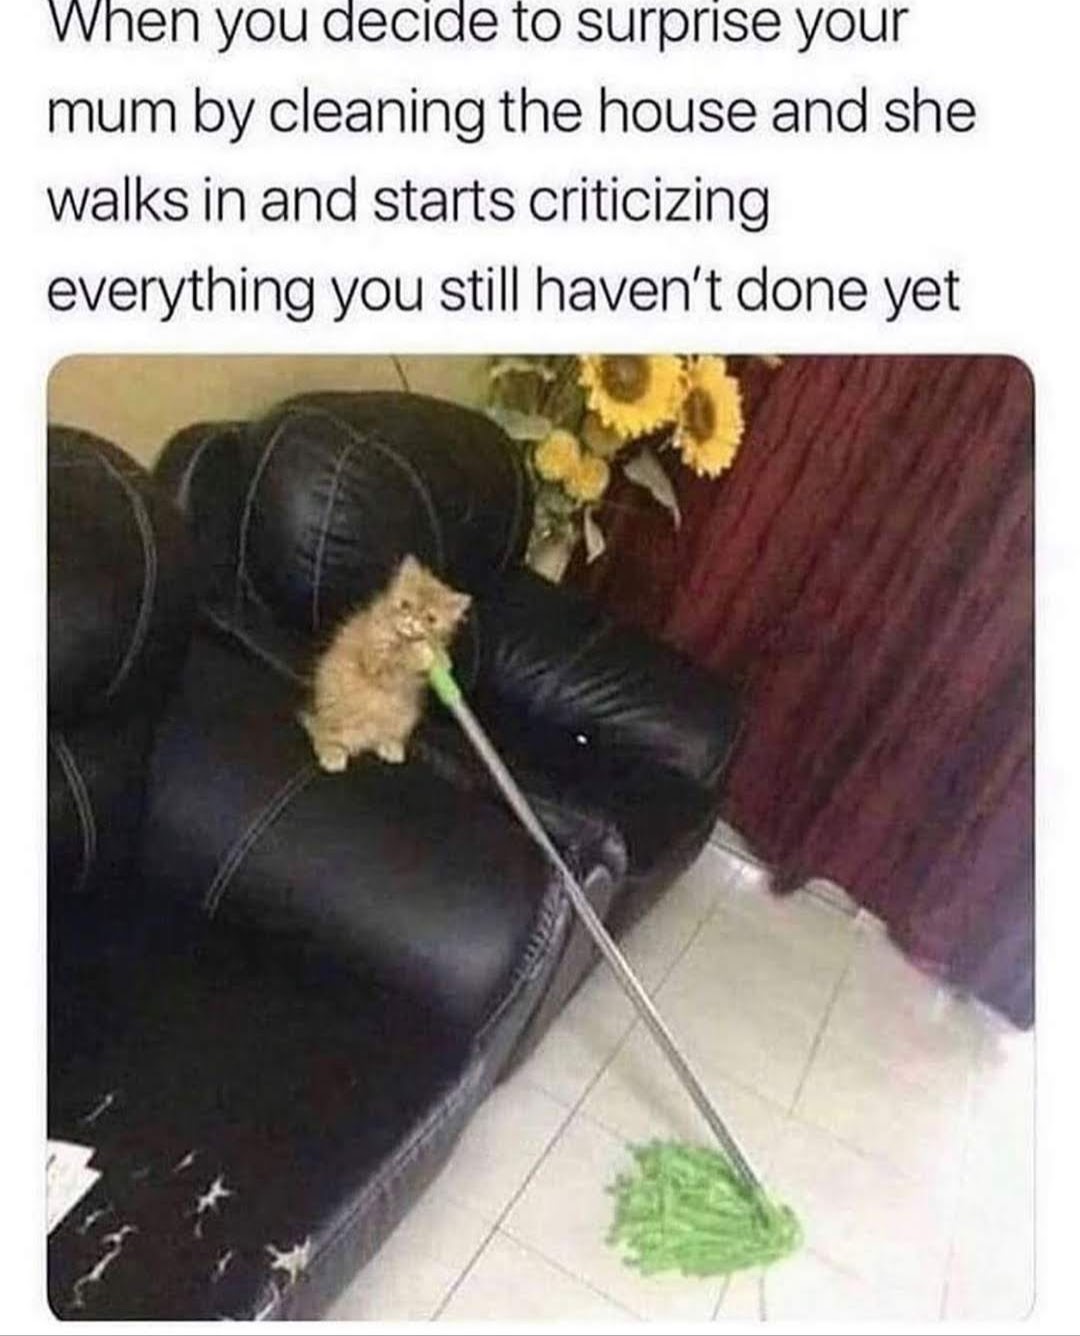 When you decide to surprise your
mum by cleaning the house and she
walks in and starts criticizing
everything you still haven't done yet